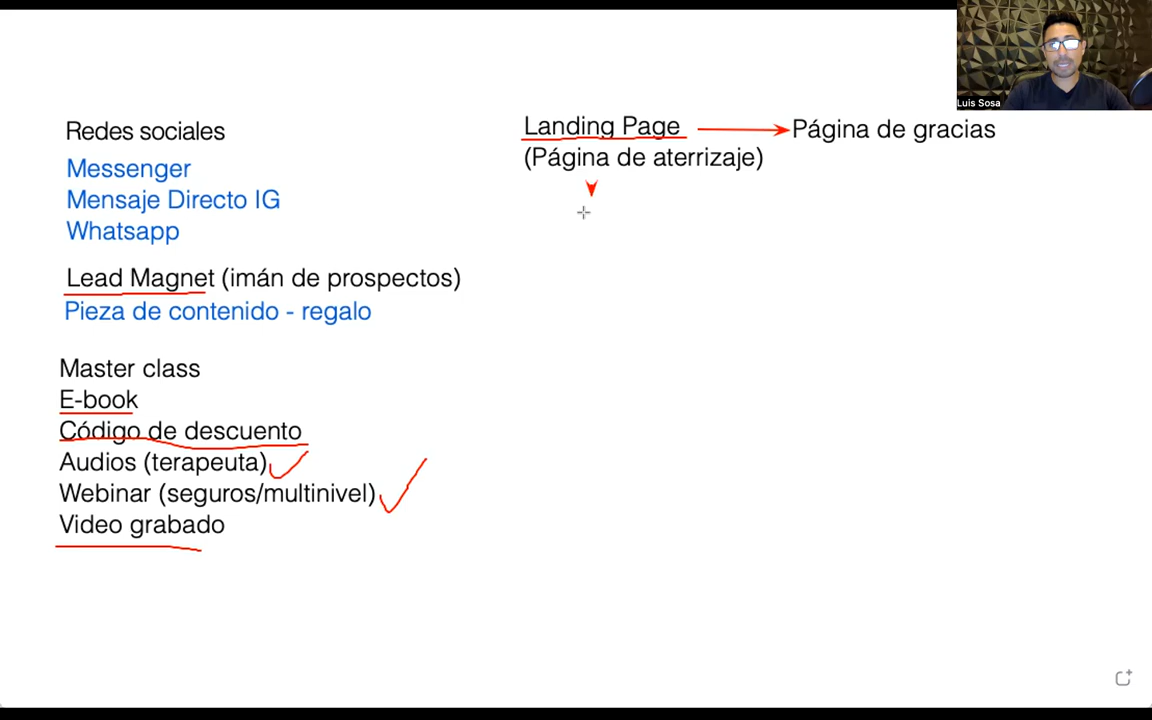 Luis Sosa
Redes sociales
Messenger
Mensaje Directo IG
Whatsapp
Lead Magnet (imán de prospectos)
Pieza de contenido - regalo
Master class
E-book
Código de descuento
Audios (terapeuta)
Webinar (seguros/multinivel)
Video grabado
Landing Page
(Página de aterrizaje)
Página de gracias